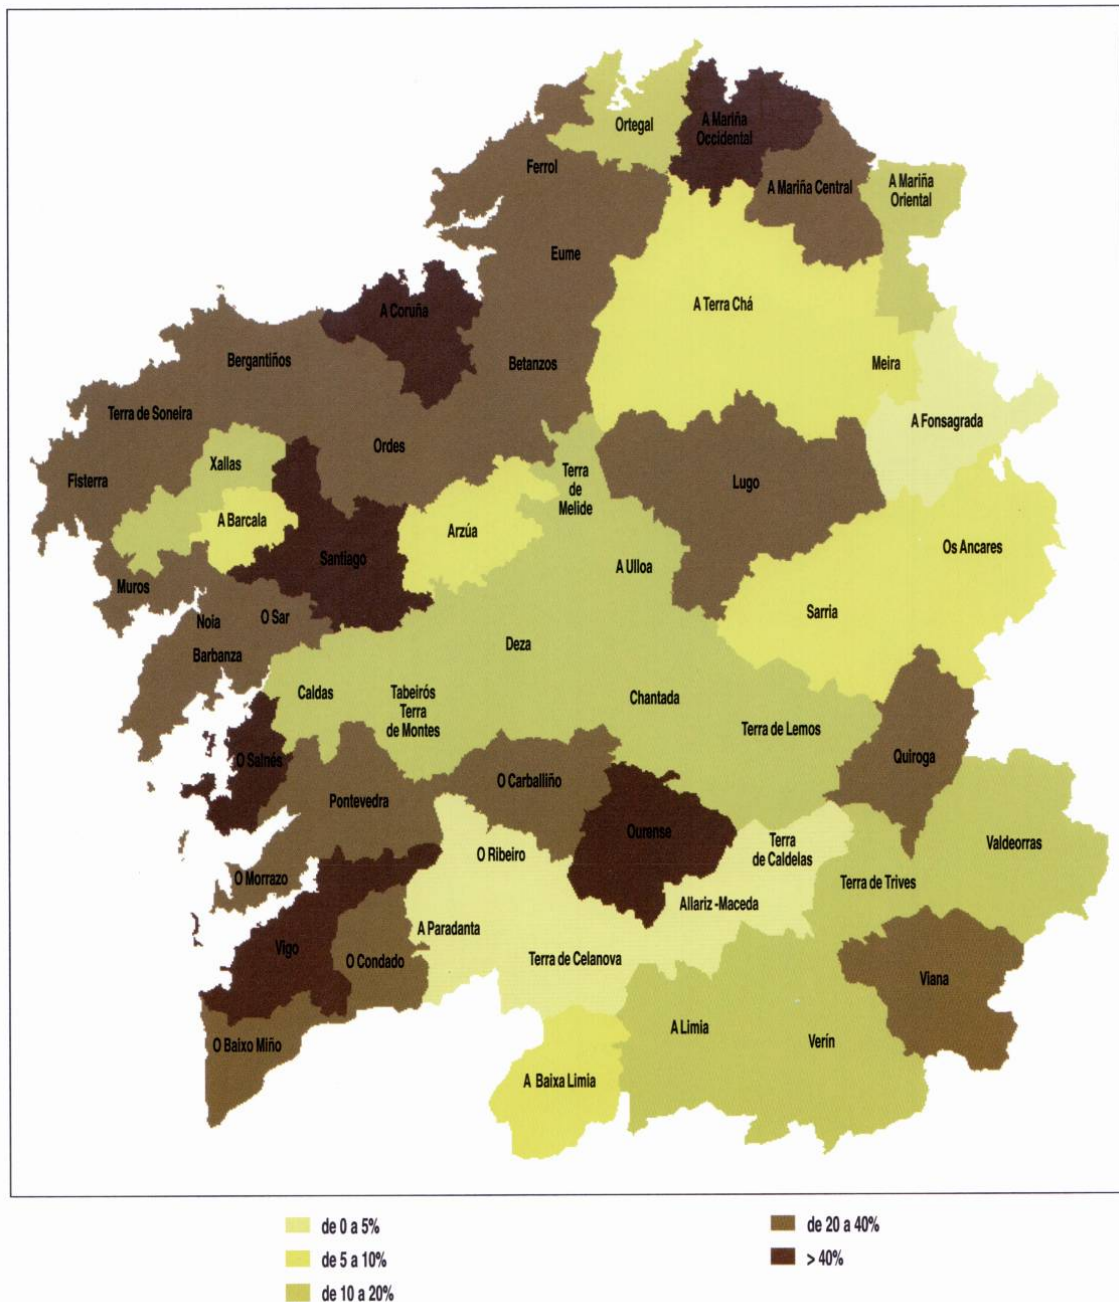 Ortegal
A Mariña
Occidental
Ferrol
A Mariña Central
A Mariña
Oriental
Eume
A Coruña
A Terra Chá
Bergantiños
Betanzos
Meira
Terra de Soneira
A Fonsagrada
Ordes
Xallas
Terra
de
Melide
Lugo
Fisterra
A Barcala
Arzúa
Os Ancares
Santiago
A Ulloa
Muros
Sarria
Noia
O Sar
Barbanza
Deza
Caldas
Tabeirós
Terra
de Montes
Chantada
Terra de Lemos
O Salnés
Quiroga
O Carballiño
Pontevedra
Ourense
Terra
de Caldelas
Valdeorras
O Ribeiro
O Morrazo
Terra de Trives
Allariz -Maceda
A Paradanta
Vigo
O Condado
Terra de Celanova
Viana
A Limia
Verín
O Baixo Miño
A Baixa Limia
de 0 a 5%
de 5 a 10%
de 10 a 20%
de 20 a 40%
> 40%